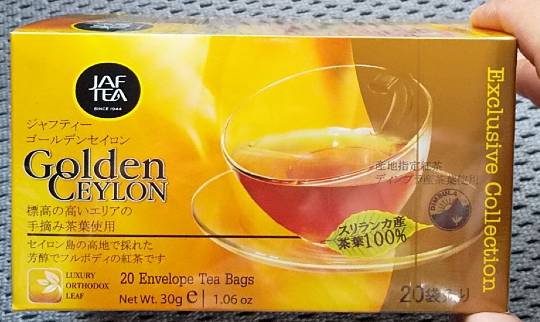 JAF
TEA
SINCE 1944
ジャフティー
ゴールデンセイロン
Golden
CEYLON
標高の高いエリアの
手摘み茶葉使用
セイロン島の高地で採れた
芳醇でフルボディの紅茶です
LUXURY
ORTHODOX
LEAF
20 Envelope Tea Bags
Net Wt. 30g e | 1.06 oz
産地指定紅茶
ディンブラ産茶葉使用
DIMBULA
スリランカ産
茶葉100%
20袋入り
Exclusive Collection